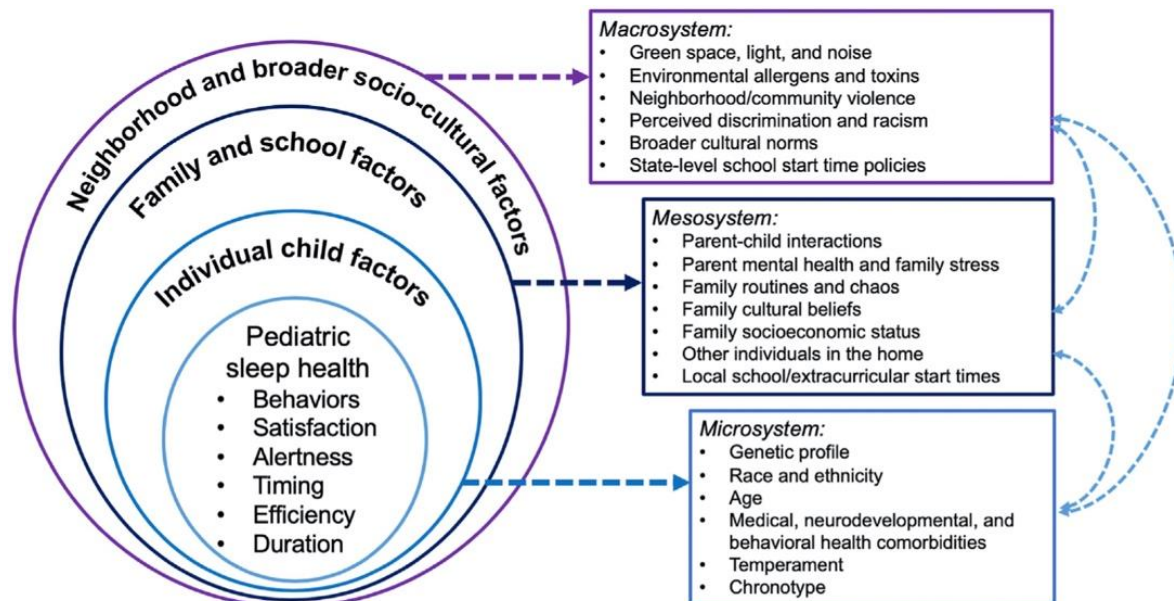 Neighborhood and broader socio-cultural factors
Family and school factors
Individual child factors
Pediatric
sleep health
• Behaviors
• Satisfaction
• Alertness
• Timing
• Efficiency
• Duration
Macrosystem:
• Green space, light, and noise
• Environmental allergens and toxins
• Neighborhood/community violence
• Perceived discrimination and racism
• Broader cultural norms
• State-level school start time policies
Mesosystem:
• Parent-child interactions
• Parent mental health and family stress
• Family routines and chaos
• Family cultural beliefs
• Family socioeconomic status
• Other individuals in the home
• Local school/extracurricular start times
Microsystem:
• Genetic profile
• Race and ethnicity
• Age
• Medical, neurodevelopmental, and
behavioral health comorbidities
• Temperament
• Chronotype